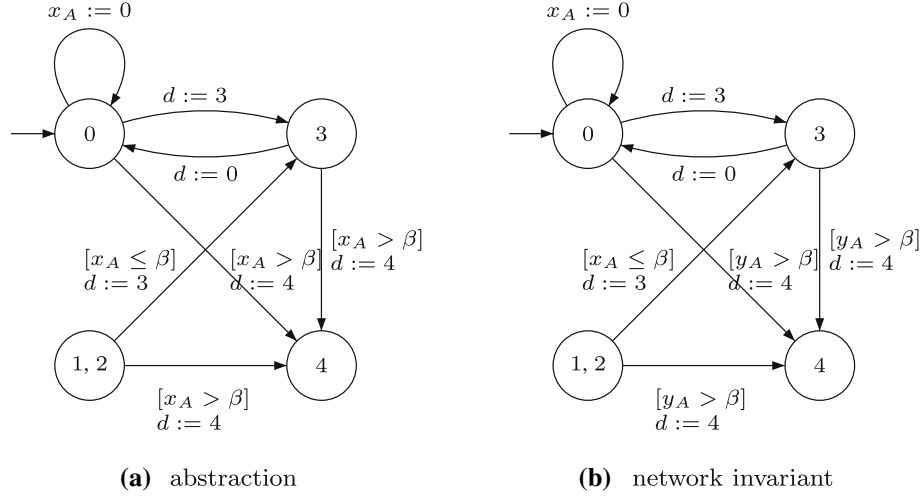 x_A := 0
d := 3
0
3
d := 0
[x_A ≤ β]
d := 3
[x_A > β]
d := 4
[x_A > β]
d := 4
1, 2
4
[x_A > β]
d := 4
(a) abstraction
x_A := 0
d := 3
0
3
d := 0
[x_A ≤ β]
d := 3
[y_A > β]
d := 4
[y_A > β]
d := 4
1, 2
4
[y_A > β]
d := 4
(b) network invariant